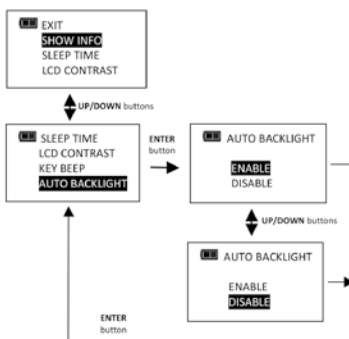 EXIT
SHOW INFO
SLEEP TIME
LCD CONTRAST
UP/DOWN buttons
SLEEP TIME
LCD CONTRAST
KEY BEEP
AUTO BACKLIGHT
ENTER
button
AUTO BACKLIGHT
ENABLE
DISABLE
UP/DOWN buttons
AUTO BACKLIGHT
ENABLE
DISABLE
ENTER
button